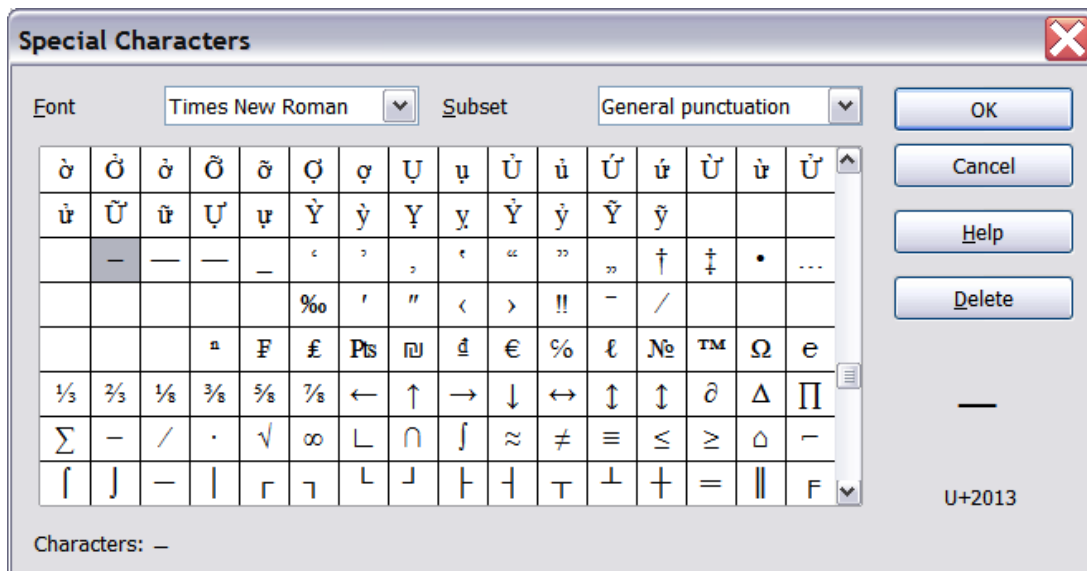 Special Characters
Font Times New Roman Subset General punctuation OK
ờ Ở ở Ỡ ỡ Ợ ợ Ụ ụ Ủ ủ Ứ ứ Ừ ừ Ử Cancel
ử Ữ ữ Ự ự Ỳ ỳ Ỵ ỵ Ỷ ỷ Ỹ ỹ Help
– — ― ‗ ‘ ’ ‚ ‛ “ ” „ † ‡ • … Delete
‰ ′ ″ ‹ › ‼ ‾ ⁄
ⁿ ₣ ₤ ₧ ₪ ₫ € ℅ ℓ № ™ Ω ℮
⅓ ⅔ ⅛ ⅜ ⅝ ⅞ ← ↑ → ↓ ↔ ↕ ↨ ∂ ∆ ∏
∑ − ∕ ∙ √ ∞ ∟ ∩ ∫ ≈ ≠ ≡ ≤ ≥ ⌂ ⌐
⌠ ⌡ ─ │ ┌ ┐ └ ┘ ├ ┤ ┬ ┴ ┼ ═ ║ ╒
—
U+2013
Characters: –